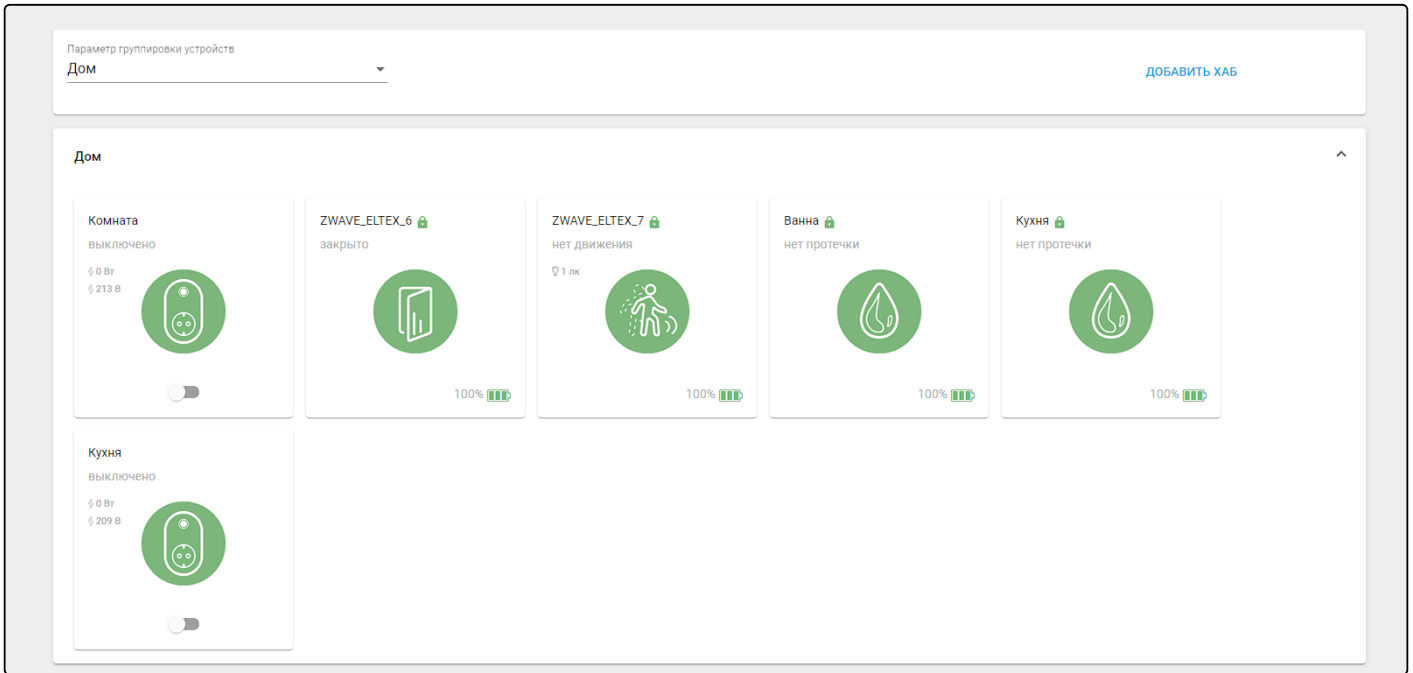 Параметр группировки устройств
Дом
ДОБАВИТЬ ХАБ
Дом
Комната
выключено
0 Вт
213 В
ZWAVE_ELTEX_6
закрыто
100%
ZWAVE_ELTEX_7
нет движения
1 лк
100%
Ванна
нет протечки
100%
Кухня
нет протечки
100%
Кухня
выключено
0 Вт
209 В